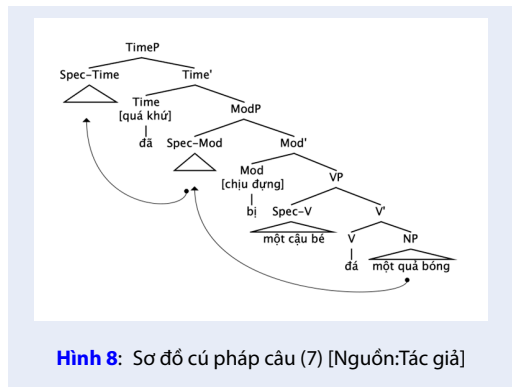 TimeP
Spec-Time Time'
Time ModP
[quá khứ]
đã Spec-Mod Mod'
Mod VP
[chịu đựng]
bị Spec-V V'
một cậu bé V NP
đá một quả bóng
Hình 8: Sơ đồ cú pháp câu (7) [Nguồn:Tác giả]